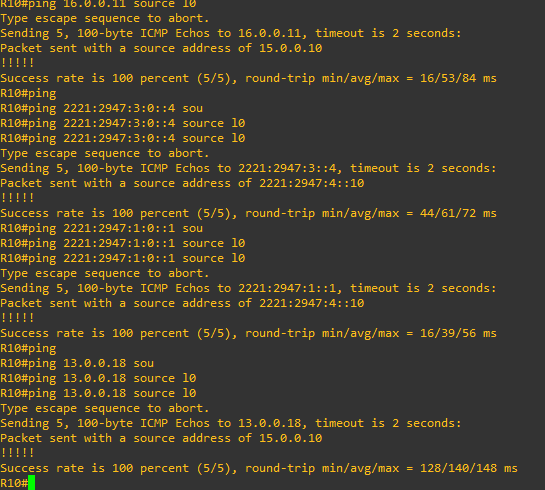 R10#ping 16.0.0.11 source l0
Type escape sequence to abort.
Sending 5, 100-byte ICMP Echos to 16.0.0.11, timeout is 2 seconds:
Packet sent with a source address of 15.0.0.10
!!!!!
Success rate is 100 percent (5/5), round-trip min/avg/max = 16/53/84 ms
R10#ping
R10#ping 2221:2947:3:0::4 sou
R10#ping 2221:2947:3:0::4 source l0
R10#ping 2221:2947:3:0::4 source l0
Type escape sequence to abort.
Sending 5, 100-byte ICMP Echos to 2221:2947:3::4, timeout is 2 seconds:
Packet sent with a source address of 2221:2947:4::10
!!!!!
Success rate is 100 percent (5/5), round-trip min/avg/max = 44/61/72 ms
R10#ping 2221:2947:1:0::1 sou
R10#ping 2221:2947:1:0::1 source l0
R10#ping 2221:2947:1:0::1 source l0
Type escape sequence to abort.
Sending 5, 100-byte ICMP Echos to 2221:2947:1::1, timeout is 2 seconds:
Packet sent with a source address of 2221:2947:4::10
!!!!!
Success rate is 100 percent (5/5), round-trip min/avg/max = 16/39/56 ms
R10#ping
R10#ping 13.0.0.18 sou
R10#ping 13.0.0.18 source l0
R10#ping 13.0.0.18 source l0
Type escape sequence to abort.
Sending 5, 100-byte ICMP Echos to 13.0.0.18, timeout is 2 seconds:
Packet sent with a source address of 15.0.0.10
!!!!!
Success rate is 100 percent (5/5), round-trip min/avg/max = 128/140/148 ms
R10#